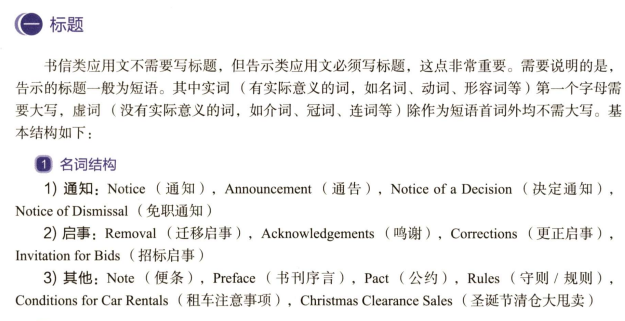 一 标题
书信类应用文不需要写标题，但告示类应用文必须写标题，这点非常重要。需要说明的是，
告示的标题一般为短语。其中实词（有实际意义的词，如名词、动词、形容词等）第一个字母需
要大写，虚词（没有实际意义的词，如介词、冠词、连词等）除作为短语首词外均不需大写。基
本结构如下：
1 名词结构
1) 通知：Notice（通知），Announcement（通告），Notice of a Decision（决定通知），
Notice of Dismissal（免职通知）
2) 启事：Removal（迁移启事），Acknowledgements（鸣谢），Corrections（更正启事），
Invitation for Bids（招标启事）
3) 其他：Note（便条），Preface（书刊序言），Pact（公约），Rules（守则/规则），
Conditions for Car Rentals（租车注意事项），Christmas Clearance Sales（圣诞节清仓大甩卖）